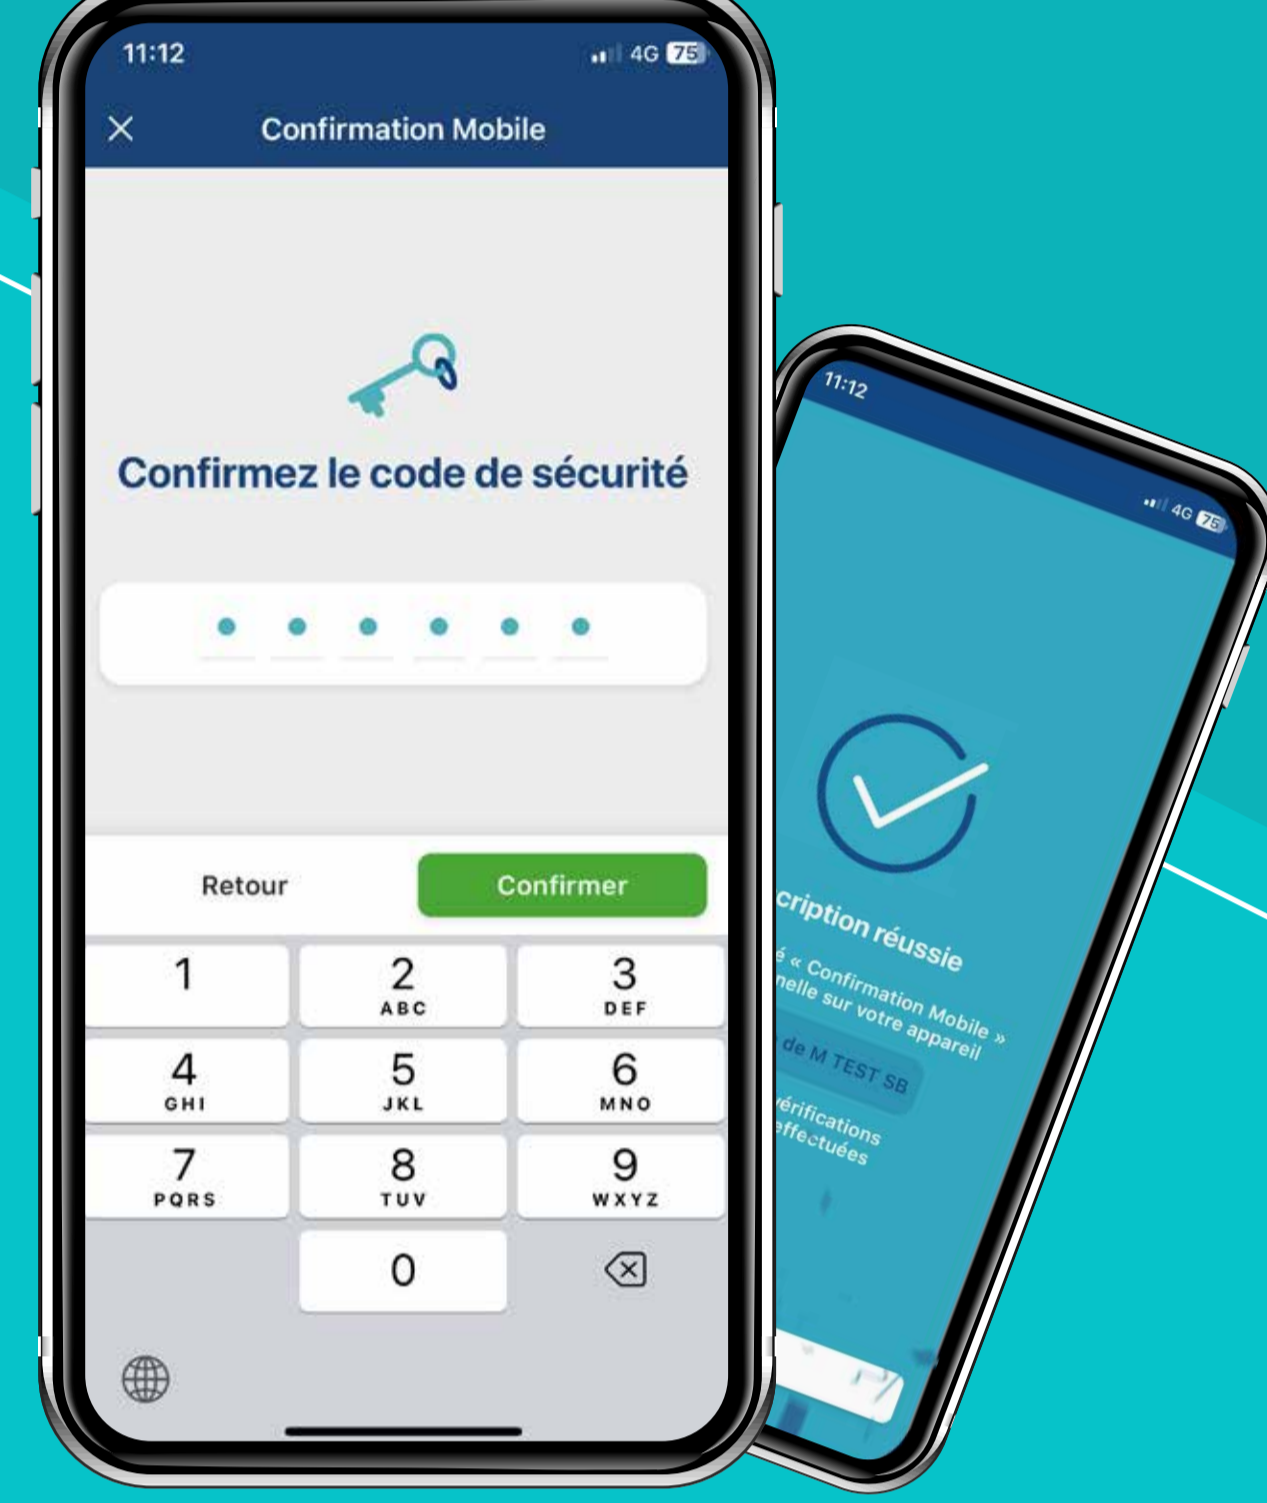 11:12
4G 75
Confirmation Mobile
Confirmez le code de sécurité
Retour
Confirmer
1
2
ABC
3
DEF
4
GHI
5
JKL
6
MNO
7
PQRS
8
TUV
9
WXYZ
0
11:12
4G 75
cription réussie
é « Confirmation Mobile »
nelle sur votre appareil
de M TEST SB
vérifications
effectuées